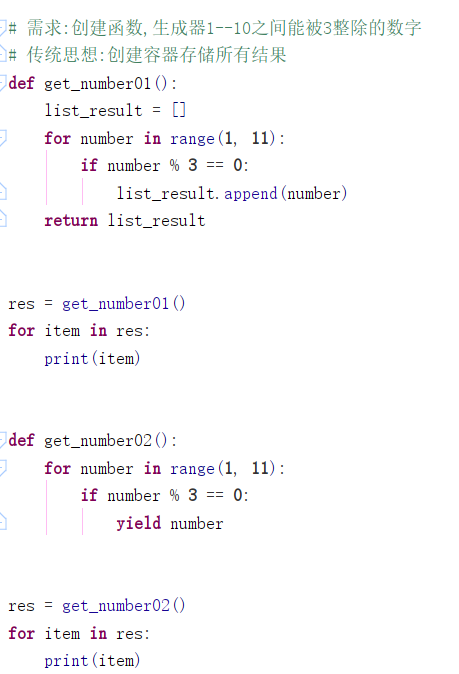 # 需求:创建函数,生成器1--10之间能被3整除的数字
# 传统思想:创建容器存储所有结果
def get_number01():
    list_result = []
    for number in range(1, 11):
        if number % 3 == 0:
            list_result.append(number)
    return list_result
res = get_number01()
for item in res:
    print(item)
def get_number02():
    for number in range(1, 11):
        if number % 3 == 0:
            yield number
res = get_number02()
for item in res:
    print(item)